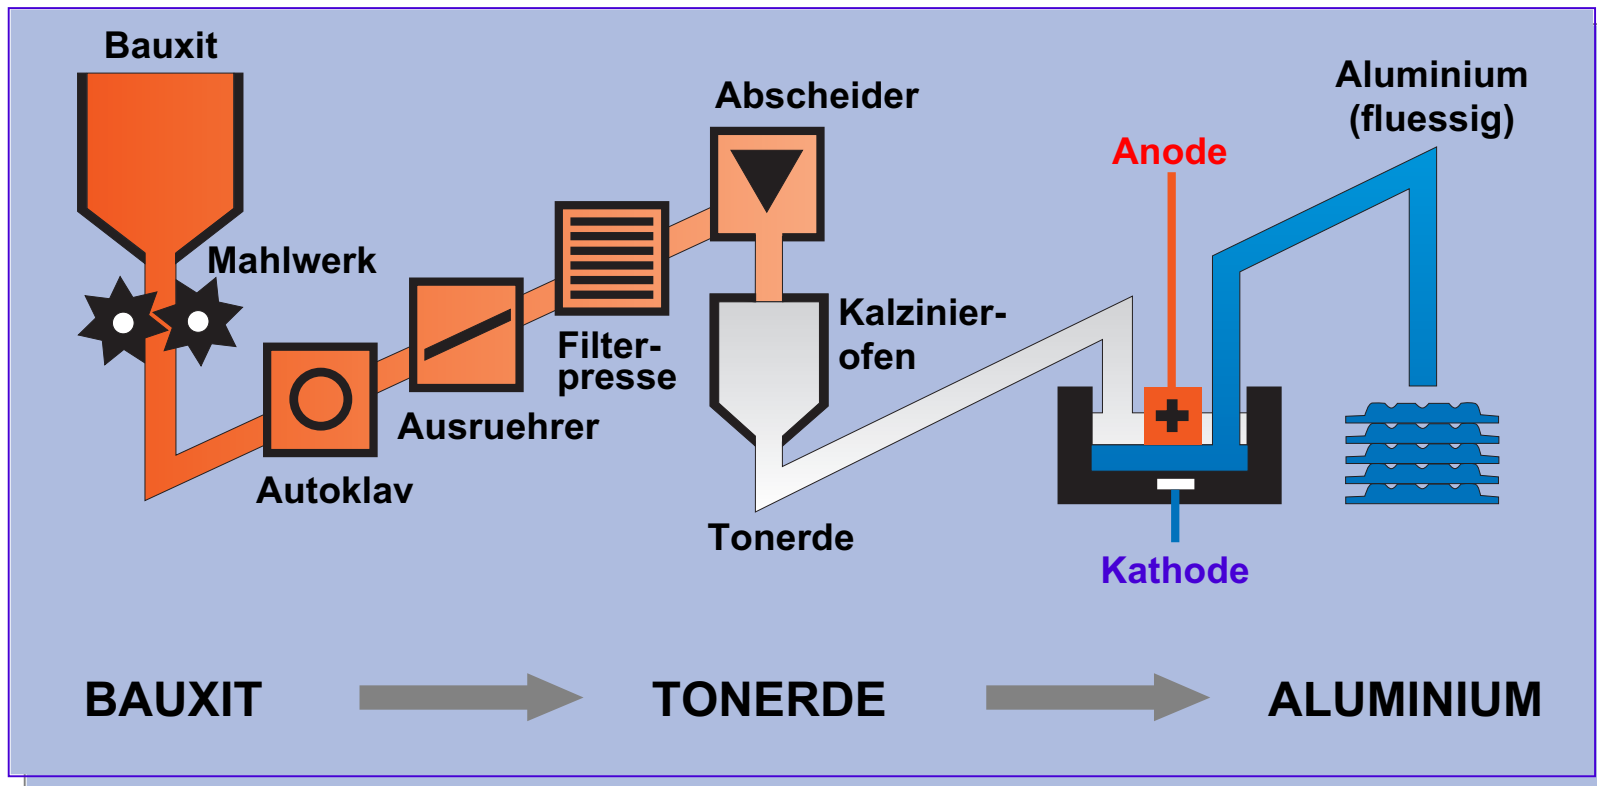 Bauxit
Mahlwerk
Autoklav
Ausruehrer
Filter-
presse
Abscheider
Kalzinier-
ofen
Tonerde
Anode
Kathode
Aluminium
(fluessig)
BAUXIT
TONERDE
ALUMINIUM